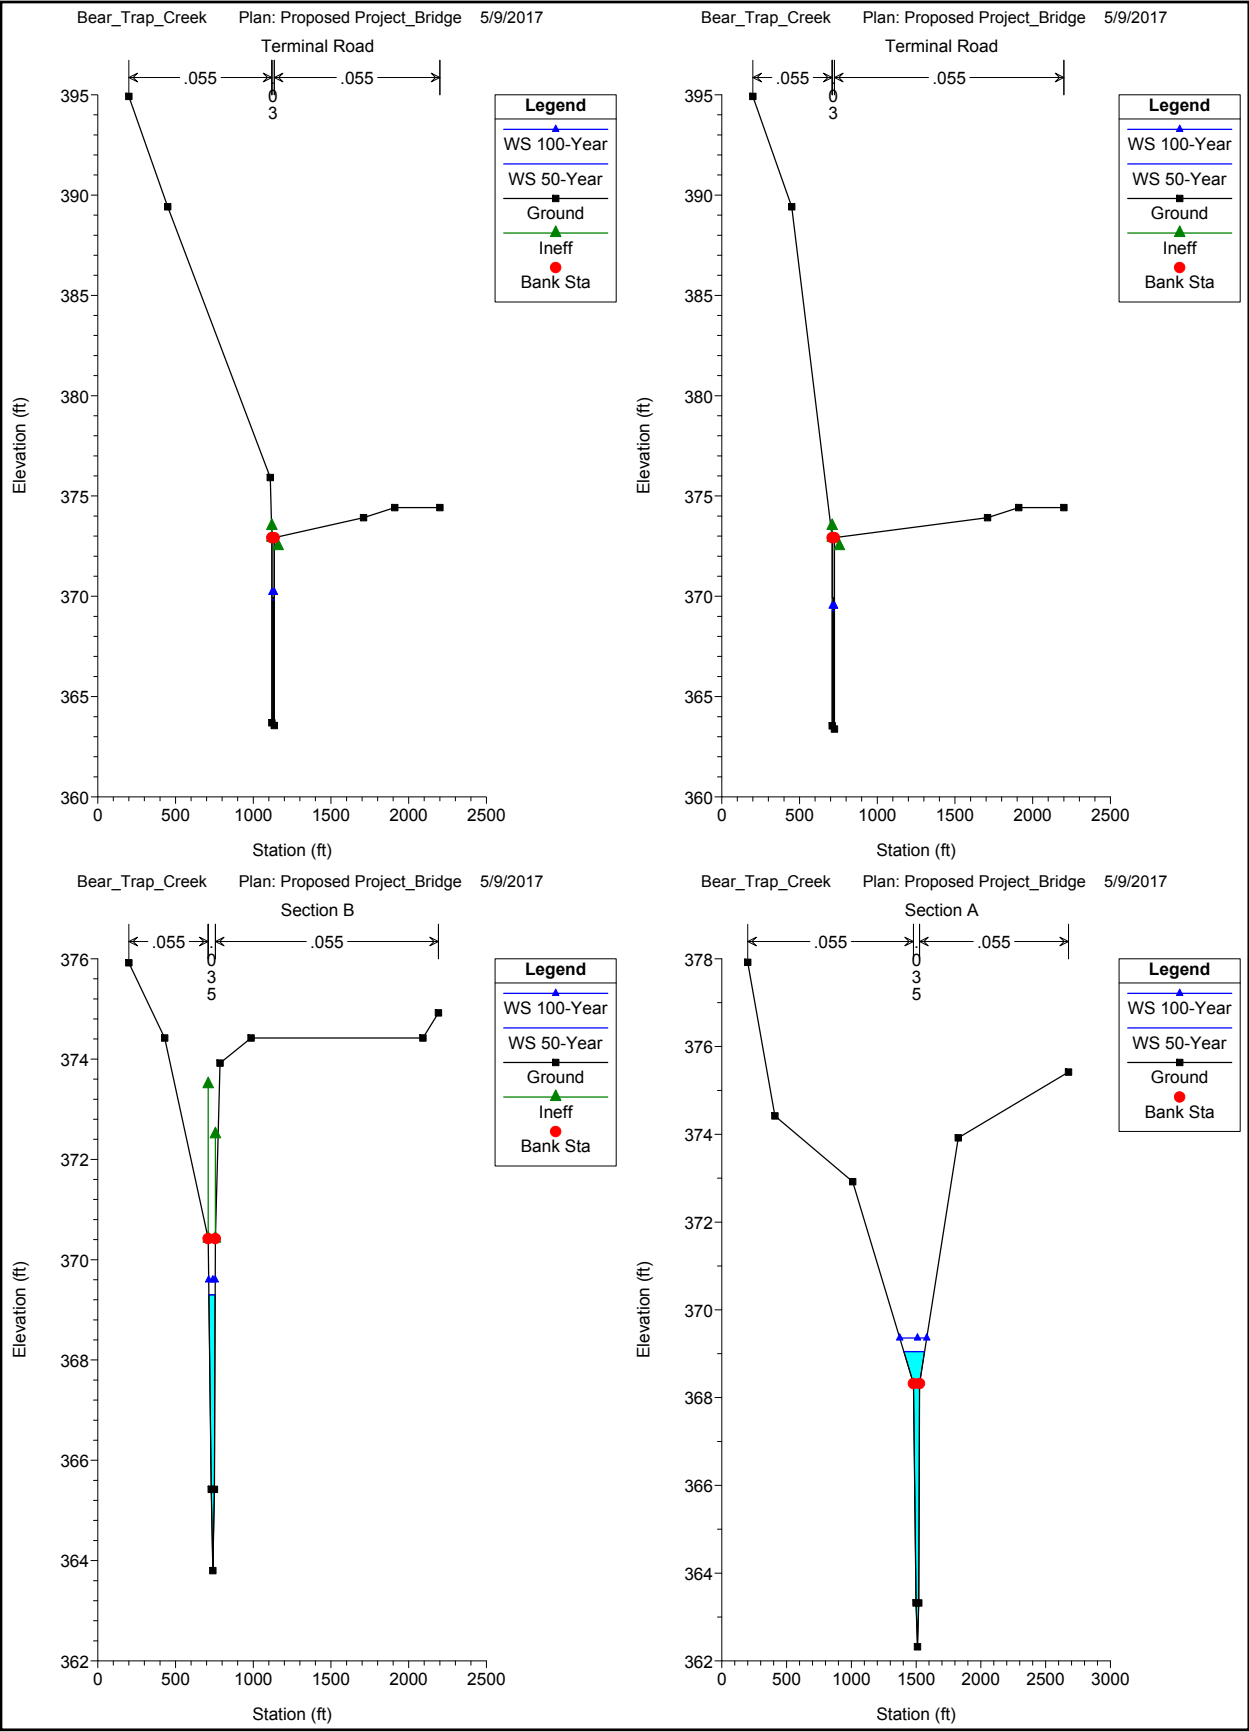 Bear_Trap_Creek Plan: Proposed Project_Bridge 5/9/2017
Terminal Road
.055
.055
.
0
3
395
390
385
380
375
370
365
360
Elevation (ft)
0 500 1000 1500 2000 2500
Station (ft)
Legend
WS 100-Year
WS 50-Year
Ground
Ineff
Bank Sta
Bear_Trap_Creek Plan: Proposed Project_Bridge 5/9/2017
Terminal Road
.055
.055
.
0
3
395
390
385
380
375
370
365
360
Elevation (ft)
0 500 1000 1500 2000 2500
Station (ft)
Legend
WS 100-Year
WS 50-Year
Ground
Ineff
Bank Sta
Bear_Trap_Creek Plan: Proposed Project_Bridge 5/9/2017
Section B
.055
.055
.
0
3
5
376
374
372
370
368
366
364
362
Elevation (ft)
0 500 1000 1500 2000 2500
Station (ft)
Legend
WS 100-Year
WS 50-Year
Ground
Ineff
Bank Sta
Bear_Trap_Creek Plan: Proposed Project_Bridge 5/9/2017
Section A
.055
.055
.
0
3
5
378
376
374
372
370
368
366
364
362
Elevation (ft)
0 500 1000 1500 2000 2500 3000
Station (ft)
Legend
WS 100-Year
WS 50-Year
Ground
Bank Sta